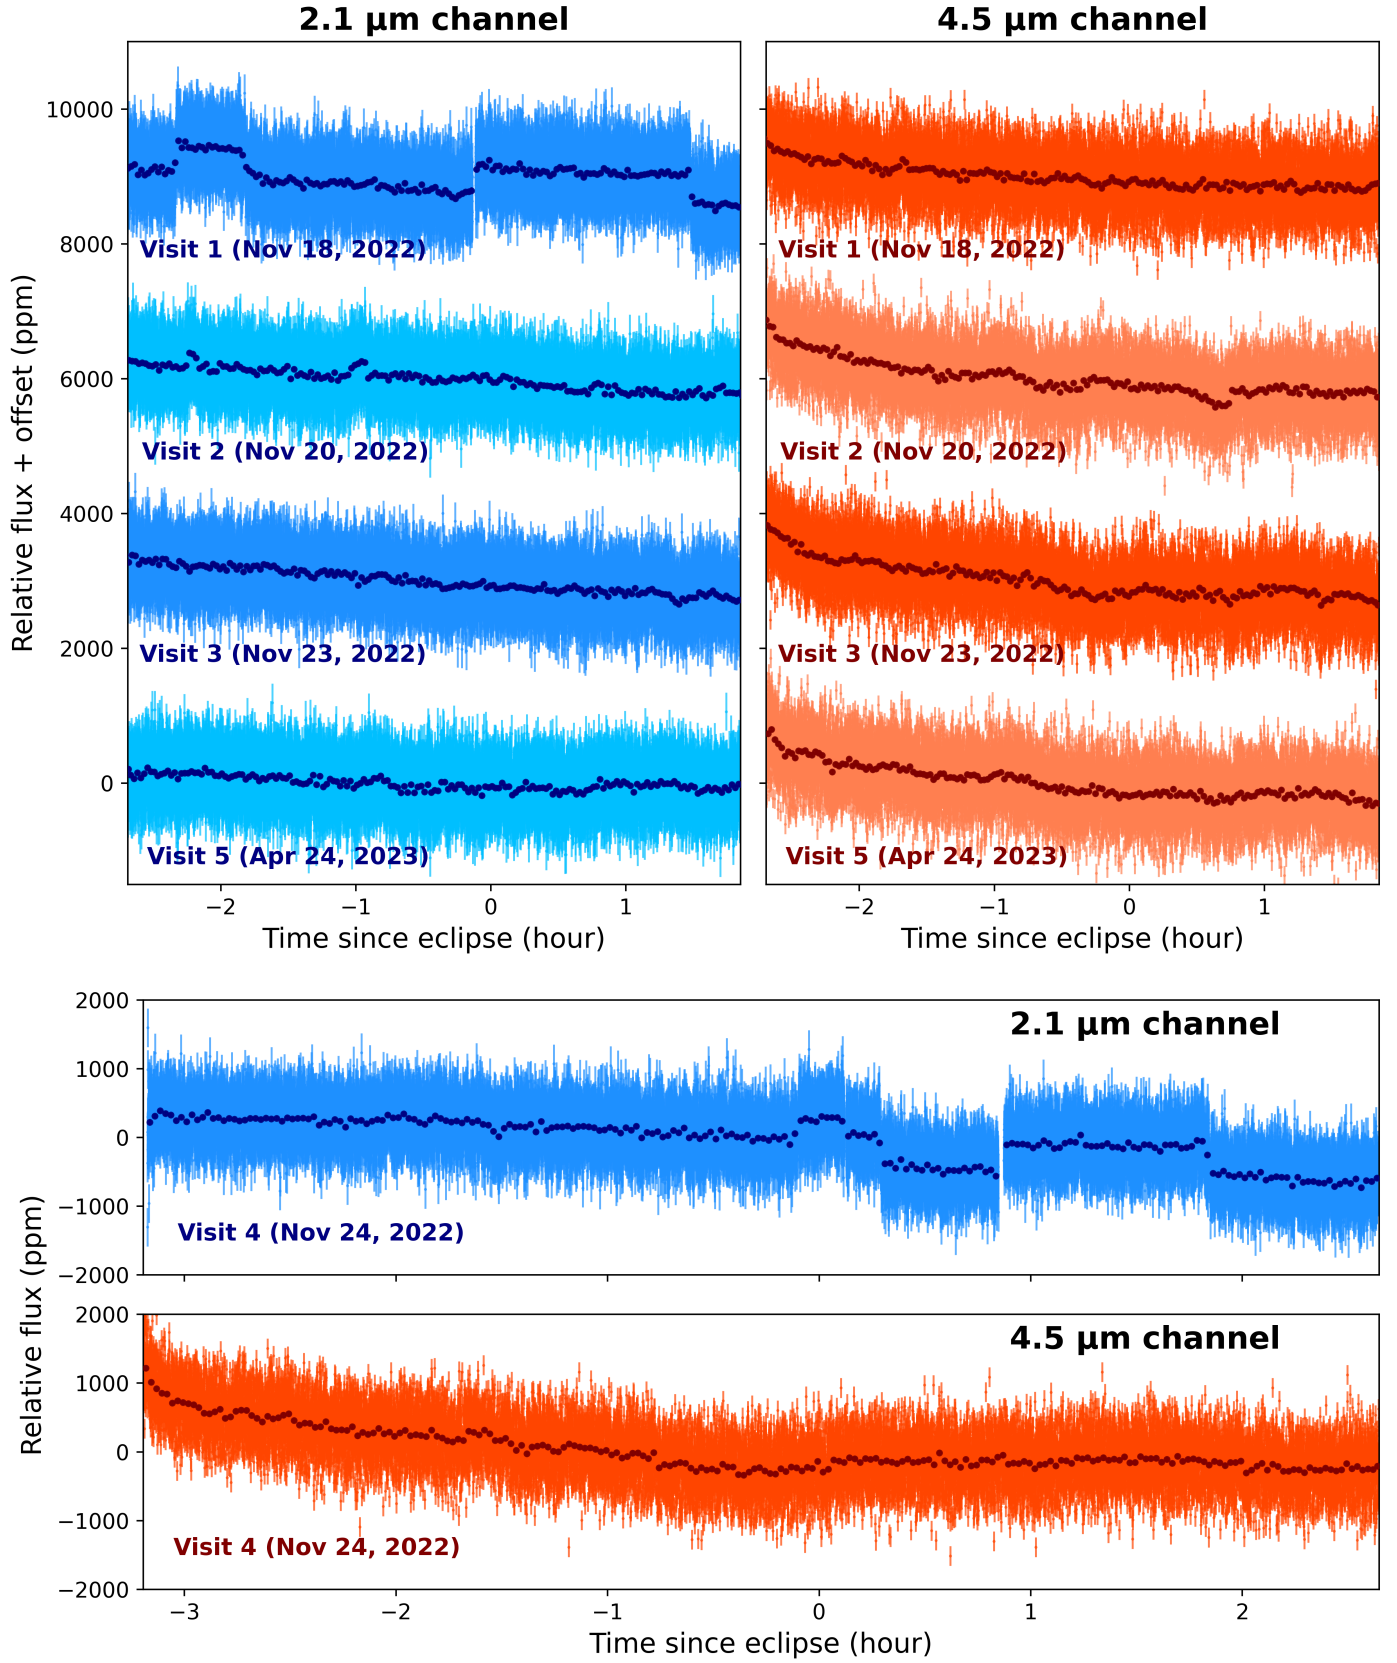 2.1 μm channel
4.5 μm channel
Relative flux + offset (ppm)
10000
8000
6000
4000
2000
0
Visit 1 (Nov 18, 2022)
Visit 2 (Nov 20, 2022)
Visit 3 (Nov 23, 2022)
Visit 5 (Apr 24, 2023)
−2 −1 0 1
Time since eclipse (hour)
Visit 1 (Nov 18, 2022)
Visit 2 (Nov 20, 2022)
Visit 3 (Nov 23, 2022)
Visit 5 (Apr 24, 2023)
−2 −1 0 1
Time since eclipse (hour)
Relative flux (ppm)
2000
1000
0
−1000
−2000
2.1 μm channel
Visit 4 (Nov 24, 2022)
2000
1000
0
−1000
−2000
4.5 μm channel
Visit 4 (Nov 24, 2022)
−3 −2 −1 0 1 2
Time since eclipse (hour)